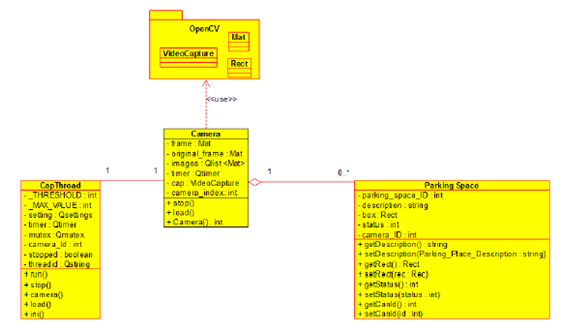 OpenCV
Mat
VideoCapture
Rect
<<use>>
Camera
- frame : Mat
- original_frame : Mat
- images : Qlist <Mat>
- timer : Qtimer
- cap : VideoCapture
- camera_index: int
+ stop()
+ load()
+ Camera() : int
1
1
1
0..*
CapThread
- _THRESHOLD : int
- _MAX_VALUE : int
- setting : Qsettings
- timer : Qtimer
- mutex : Qmutex
- camera_Id : int
- stopped : boolean
- threadid : Qstring
+ run()
+ stop()
+ camera()
+ load()
+ ini()
Parking Space
- parking_space_ID : int
- description : string
- box : Rect
- status : int
- camera_ID : int
+ getDescription() : string
+ setDescription(Parking_Place_Description : string)
+ getRect() : Rect
+ setRect(rec : Rec)
+ getStatus() : int
+ setStatus(status : int)
+ getCanId() : int
+ setCanId(id : Int)